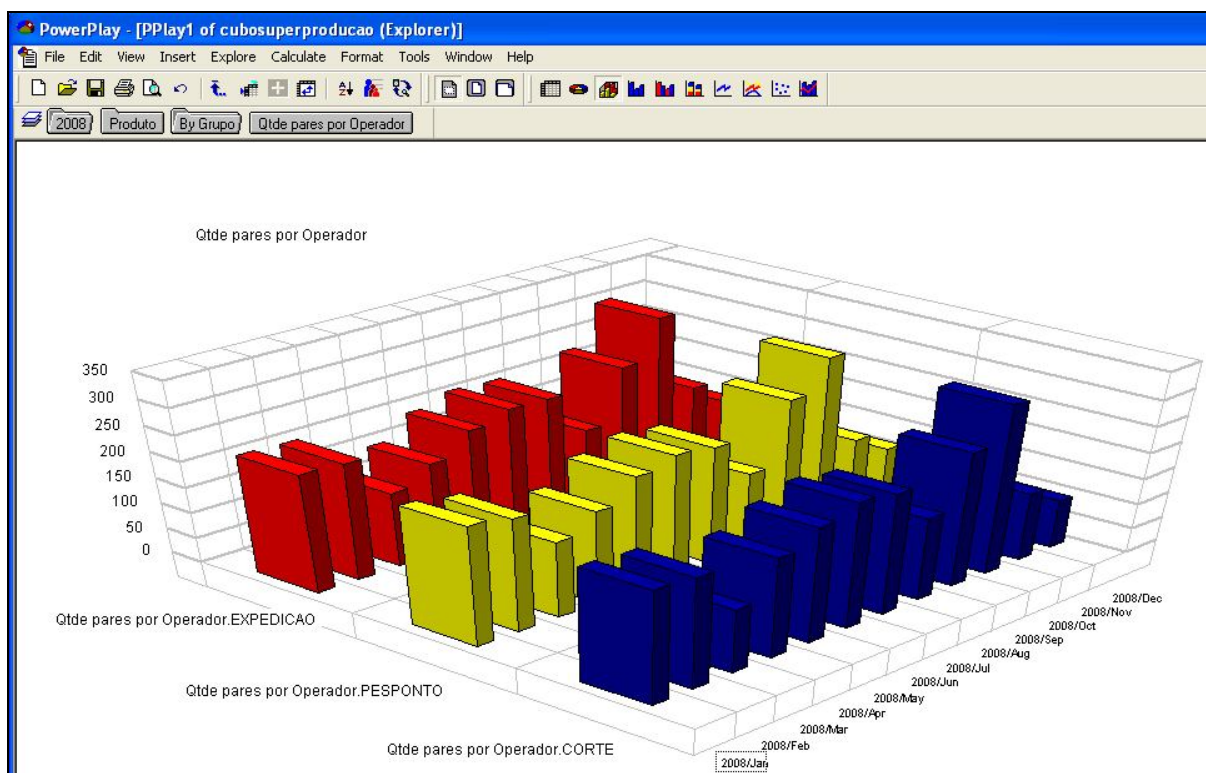 PowerPlay - [PPlay1 of cubosuperproducao (Explorer)]
File Edit View Insert Explore Calculate Format Tools Window Help
2008 Produto By Grupo Qtde pares por Operador
Qtde pares por Operador
350
300
250
200
150
100
50
0
Qtde pares por Operador.EXPEDICAO
Qtde pares por Operador.PESPONTO
Qtde pares por Operador.CORTE
2008/Jan
2008/Feb
2008/Mar
2008/Apr
2008/May
2008/Jun
2008/Jul
2008/Aug
2008/Sep
2008/Oct
2008/Nov
2008/Dec